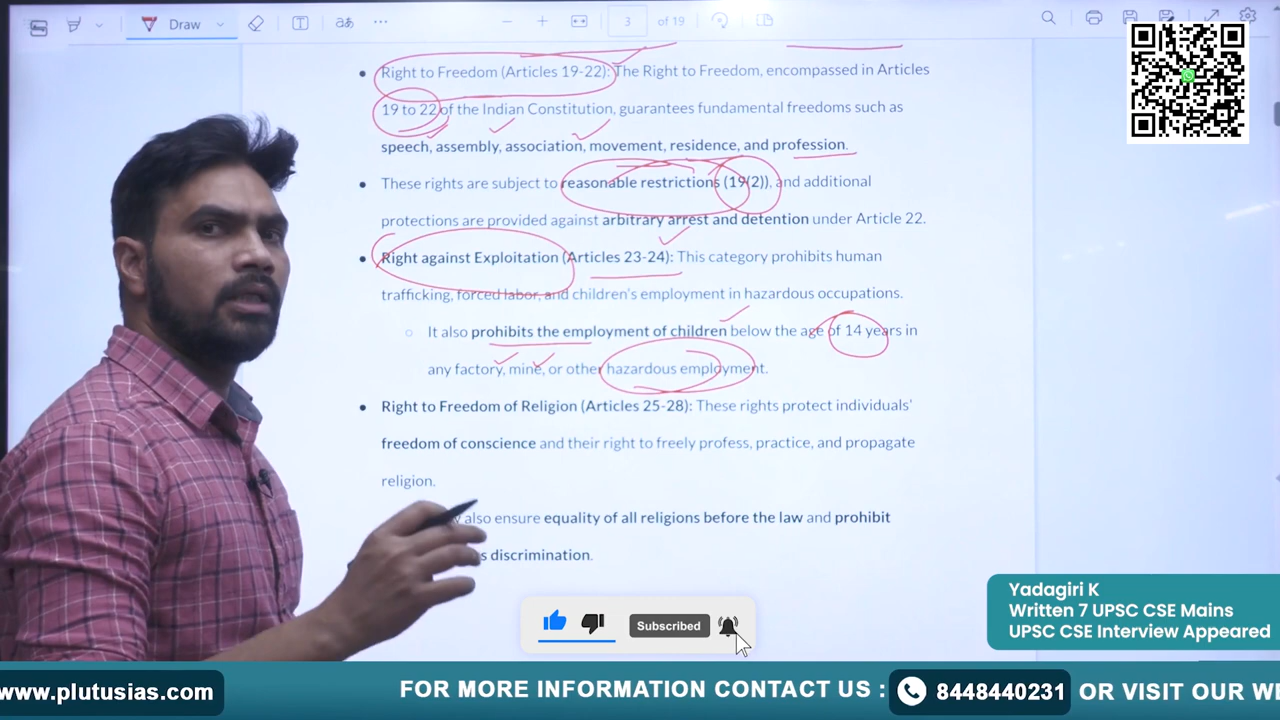 Draw
aあ
3
of 19
Right to Freedom (Articles 19-22): The Right to Freedom, encompassed in Articles
19 to 22 of the Indian Constitution, guarantees fundamental freedoms such as
speech, assembly, association, movement, residence, and profession.
These rights are subject to reasonable restrictions (19(2)), and additional
protections are provided against arbitrary arrest and detention under Article 22.
Right against Exploitation (Articles 23-24): This category prohibits human
trafficking, forced labor, and children's employment in hazardous occupations.
It also prohibits the employment of children below the age of 14 years in
any factory, mine, or other hazardous employment.
Right to Freedom of Religion (Articles 25-28): These rights protect individuals'
freedom of conscience and their right to freely profess, practice, and propagate
religion.
also ensure equality of all religions before the law and prohibit
discrimination.
Yadagiri K
Written 7 UPSC CSE Mains
UPSC CSE Interview Appeared
Subscribed
www.plutusias.com
FOR MORE INFORMATION CONTACT US :
8448440231
OR VISIT OUR WE